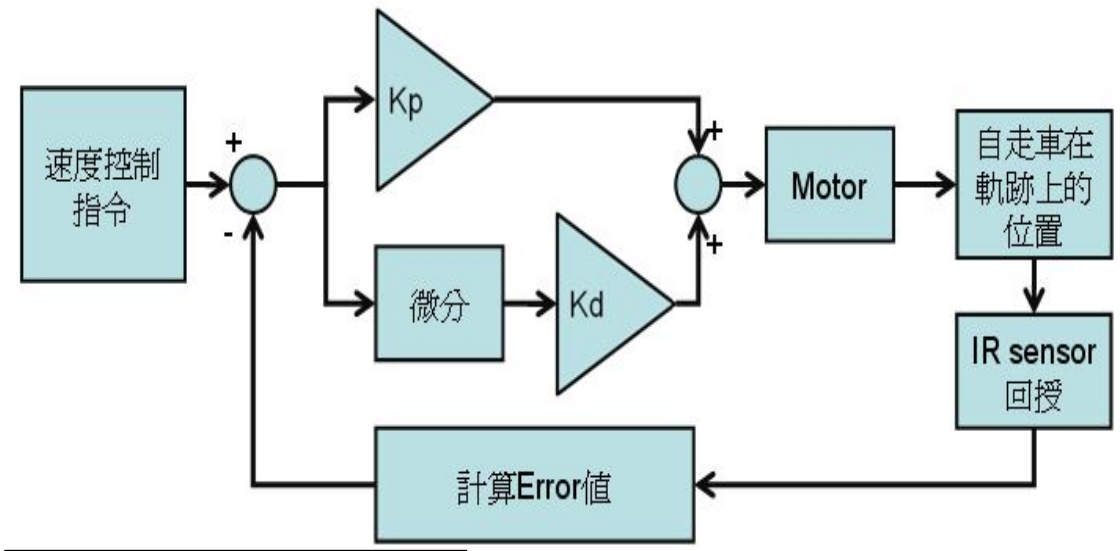 速度控制
指令
+
-
Kp
微分
Kd
+
+
Motor
自走車在
軌跡上的
位置
IR sensor
回授
計算Error值